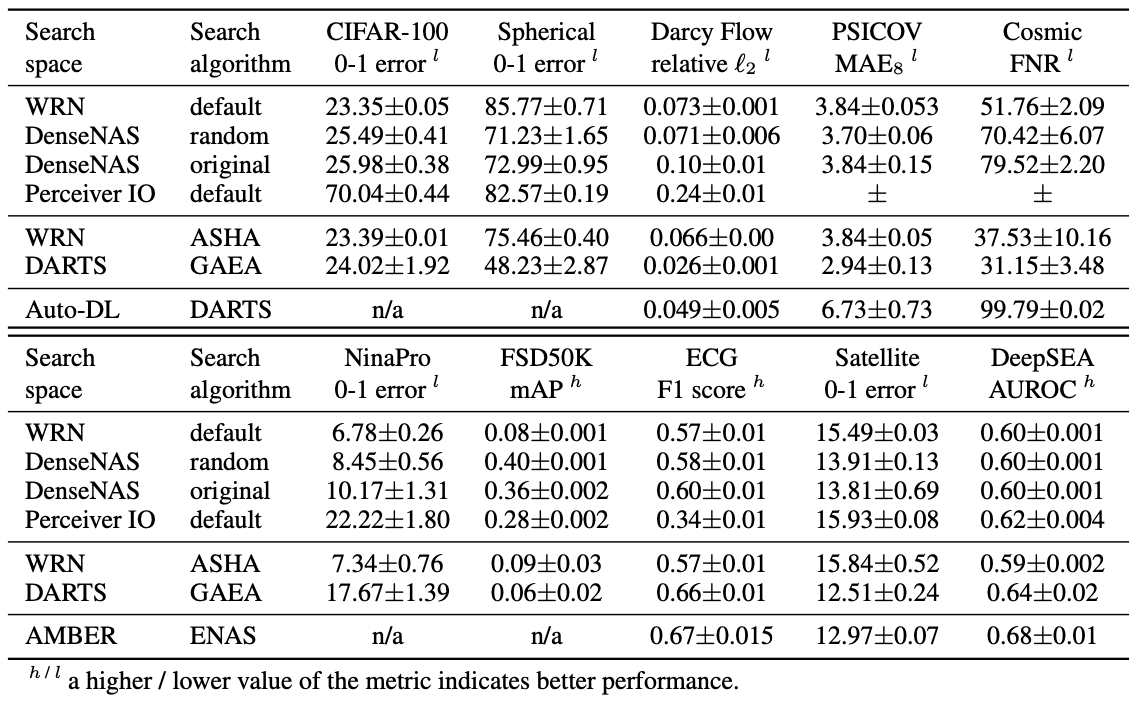 Search Search CIFAR-100 Spherical Darcy Flow PSICOV Cosmic
space algorithm 0-1 error l 0-1 error l relative ℓ2 l MAE8 l FNR l
WRN default 23.35±0.05 85.77±0.71 0.073±0.001 3.84±0.053 51.76±2.09
DenseNAS random 25.49±0.41 71.23±1.65 0.071±0.006 3.70±0.06 70.42±6.07
DenseNAS original 25.98±0.38 72.99±0.95 0.10±0.01 3.84±0.15 79.52±2.20
Perceiver IO default 70.04±0.44 82.57±0.19 0.24±0.01 ± ±
WRN ASHA 23.39±0.01 75.46±0.40 0.066±0.00 3.84±0.05 37.53±10.16
DARTS GAEA 24.02±1.92 48.23±2.87 0.026±0.001 2.94±0.13 31.15±3.48
Auto-DL DARTS n/a n/a 0.049±0.005 6.73±0.73 99.79±0.02
Search Search NinaPro FSD50K ECG Satellite DeepSEA
space algorithm 0-1 error l mAP h F1 score h 0-1 error l AUROC h
WRN default 6.78±0.26 0.08±0.001 0.57±0.01 15.49±0.03 0.60±0.001
DenseNAS random 8.45±0.56 0.40±0.001 0.58±0.01 13.91±0.13 0.60±0.001
DenseNAS original 10.17±1.31 0.36±0.002 0.60±0.01 13.81±0.69 0.60±0.001
Perceiver IO default 22.22±1.80 0.28±0.002 0.34±0.01 15.93±0.08 0.62±0.004
WRN ASHA 7.34±0.76 0.09±0.03 0.57±0.01 15.84±0.52 0.59±0.002
DARTS GAEA 17.67±1.39 0.06±0.02 0.66±0.01 12.51±0.24 0.64±0.02
AMBER ENAS n/a n/a 0.67±0.015 12.97±0.07 0.68±0.01
h / l a higher / lower value of the metric indicates better performance.